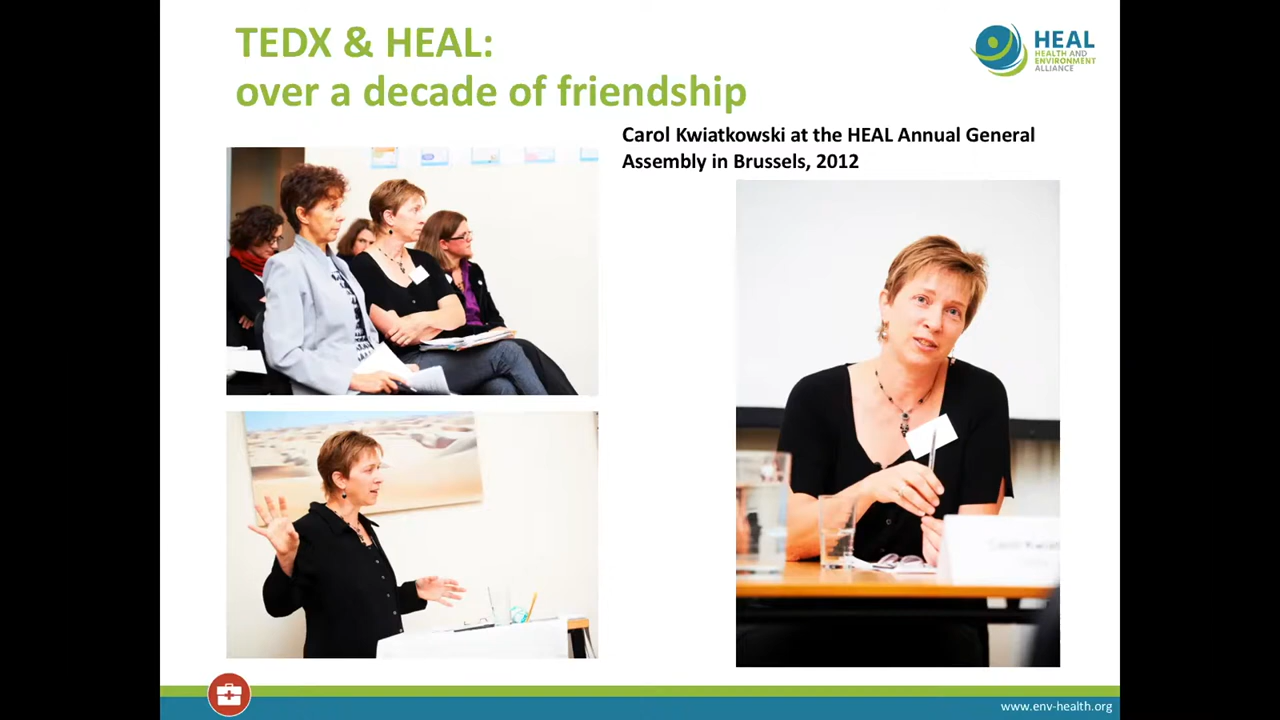 TEDX & HEAL:
over a decade of friendship
HEAL
HEALTH AND
ENVIRONMENT
ALLIANCE
Carol Kwiatkowski at the HEAL Annual General
Assembly in Brussels, 2012
www.env-health.org